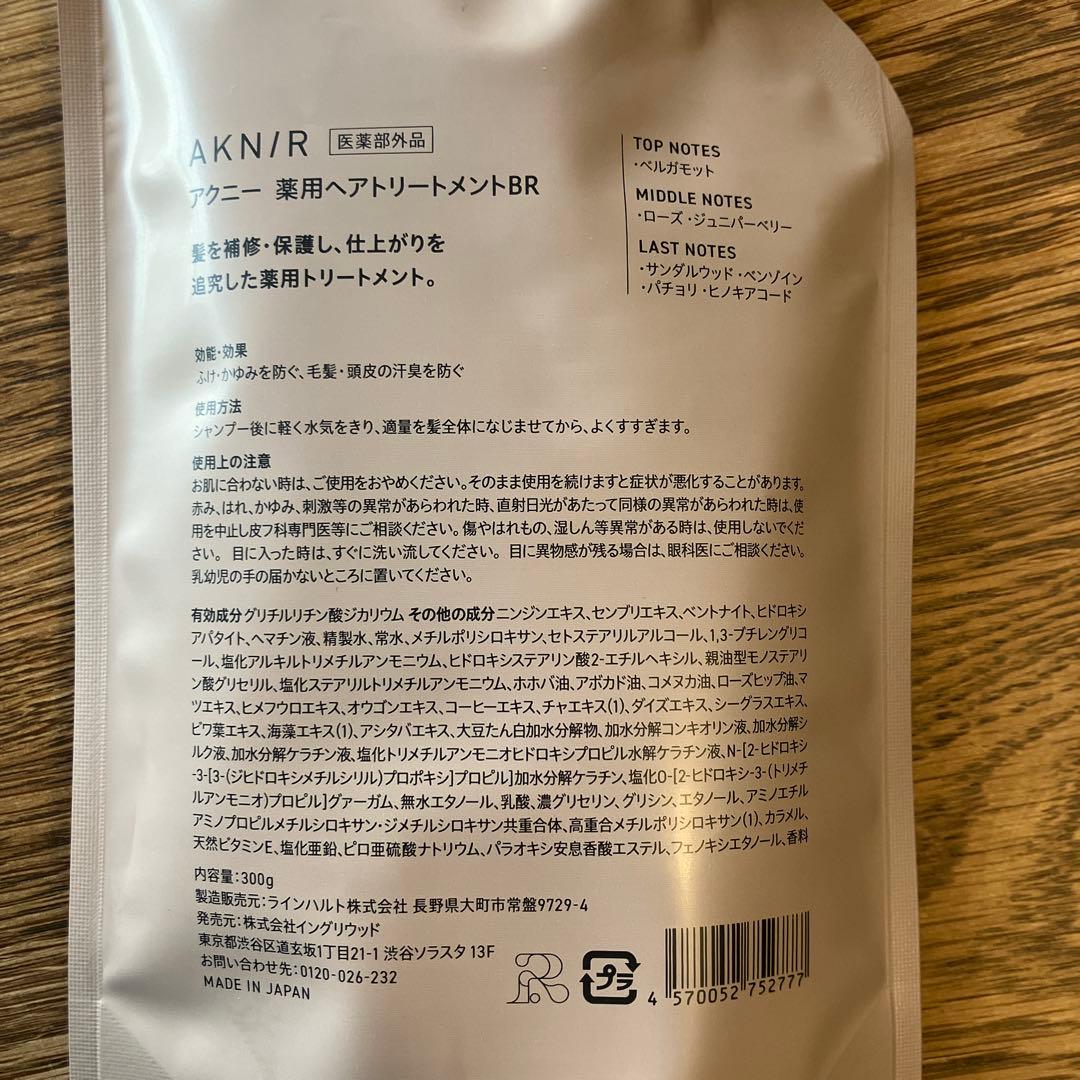 AKN/R 医薬部外品
アクニー 薬用ヘアトリートメントBR
髪を補修・保護し、仕上がりを
追究した薬用トリートメント。
TOP NOTES
・ベルガモット
MIDDLE NOTES
・ローズ ・ジュニパーベリー
LAST NOTES
・サンダルウッド ・ベンゾイン
・パチョリ ・ヒノキアコード
効能・効果
ふけ・かゆみを防ぐ、毛髪・頭皮の汗臭を防ぐ
使用方法
シャンプー後に軽く水気をきり、適量を髪全体になじませてから、よくすすぎます。
使用上の注意
お肌に合わない時は、ご使用をおやめください。そのまま使用を続けますと症状が悪化することがあります。
赤み、はれ、かゆみ、刺激等の異常があらわれた時、直射日光があたって同様の異常があらわれた時は、使
用を中止し皮フ科専門医等にご相談ください。傷やはれもの、湿しん等異常がある時は、使用しないでくだ
さい。 目に入った時は、すぐに洗い流してください。 目に異物感が残る場合は、眼科医にご相談ください。
乳幼児の手の届かないところに置いてください。
有効成分 グリチルリチン酸ジカリウム その他の成分 ニンジンエキス、センブリエキス、ベントナイト、ヒドロキシ
アパタイト、ヘマチン液、精製水、常水、メチルポリシロキサン、セトステアリルアルコール、1,3-ブチレングリコ
ール、塩化アルキルトリメチルアンモニウム、ヒドロキシステアリン酸2-エチルヘキシル、親油型モノステアリ
ン酸グリセリル、塩化ステアリルトリメチルアンモニウム、ホホバ油、アボカド油、コメヌカ油、ローズヒップ油、マ
ツエキス、ヒメフウロエキス、オウゴンエキス、コーヒーエキス、チャエキス(1)、ダイズエキス、シーグラスエキス、
ビワ葉エキス、海藻エキス(1)、アシタバエキス、大豆たん白加水分解物、加水分解コンキオリン液、加水分解シ
ルク液、加水分解ケラチン液、塩化トリメチルアンモニオヒドロキシプロピル水解ケラチン液、N-[2-ヒドロキシ
-3-[3-(ジヒドロキシメチルシリル)プロポキシ]プロピル]加水分解ケラチン、塩化O-[2-ヒドロキシ-3-(トリメチ
ルアンモニオ)プロピル]グァーガム、無水エタノール、乳酸、濃グリセリン、グリシン、エタノール、アミノエチル
アミノプロピルメチルシロキサン・ジメチルシロキサン共重合体、高重合メチルポリシロキサン(1)、カラメル、
天然ビタミンE、塩化亜鉛、ピロ亜硫酸ナトリウム、パラオキシ安息香酸エステル、フェノキシエタノール、香料
内容量:300g
製造販売元:ラインハルト株式会社 長野県大町市常盤9729-4
発売元:株式会社イングリウッド
東京都渋谷区道玄坂1丁目21-1 渋谷ソラスタ 13F
お問い合わせ先:0120-026-232
MADE IN JAPAN
R
プラ
4 570052 752777